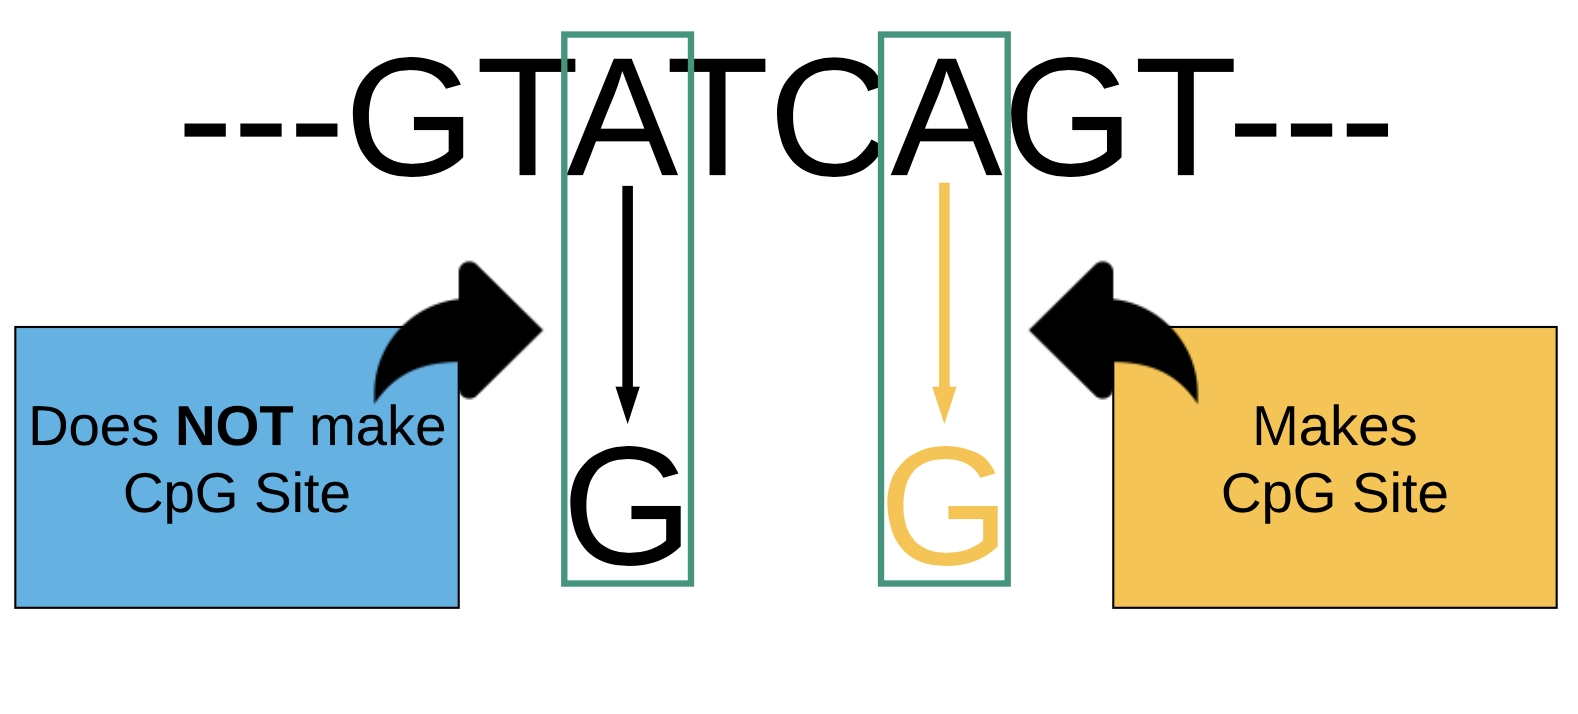 ---GTATCAGT---
Does NOT make
CpG Site
Makes
CpG Site
G
G